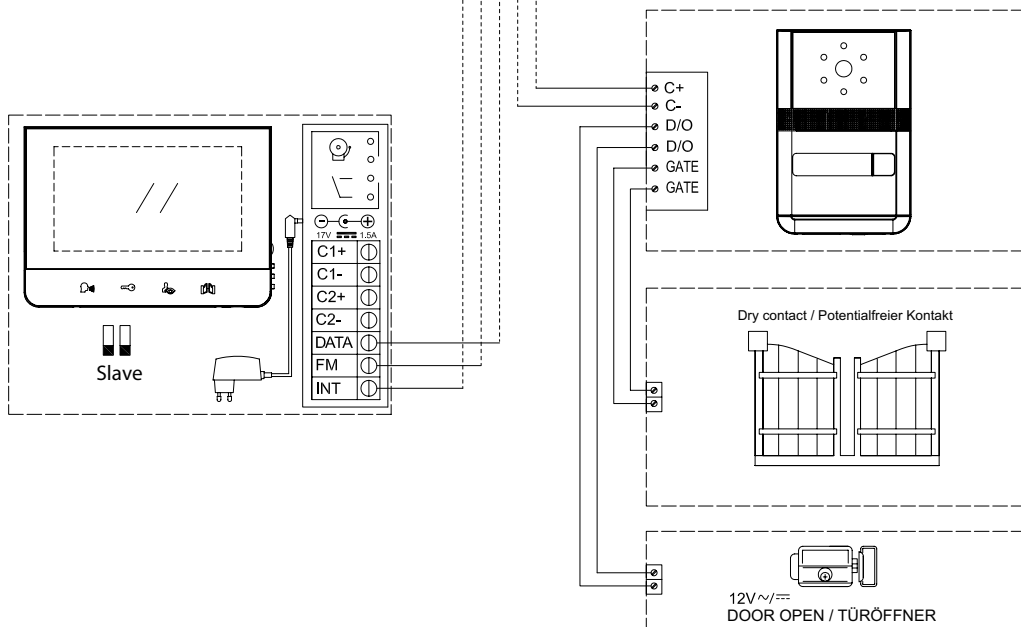 C+
C-
D/O
D/O
GATE
GATE
17V 1.5A
C1+
C1-
C2+
C2-
DATA
FM
INT
Slave
Dry contact / Potentialfreier Kontakt
12V~/⎓
DOOR OPEN / TÜRÖFFNER